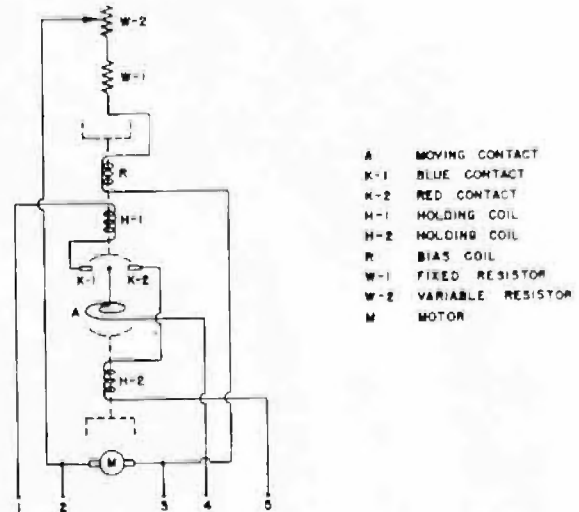 W-2
W-1
R
H-1
K-1 K-2
A
H-2
M
1 2 3 4 5
A MOVING CONTACT
K-1 BLUE CONTACT
K-2 RED CONTACT
H-1 HOLDING COIL
H-2 HOLDING COIL
R BIAS COIL
W-1 FIXED RESISTOR
W-2 VARIABLE RESISTOR
M MOTOR